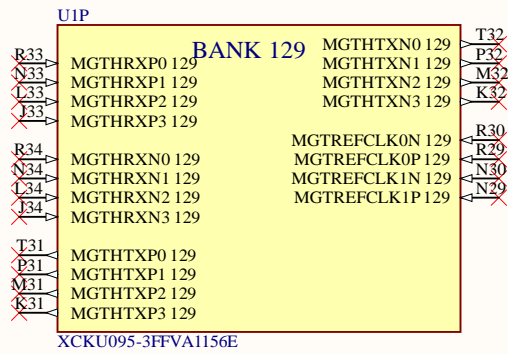 U1P
BANK 129
R33 MGTHRXP0 129
N33 MGTHRXP1 129
L33 MGTHRXP2 129
J33 MGTHRXP3 129
R34 MGTHRXN0 129
N34 MGTHRXN1 129
L34 MGTHRXN2 129
J34 MGTHRXN3 129
T31 MGTHTXP0 129
P31 MGTHTXP1 129
M31 MGTHTXP2 129
K31 MGTHTXP3 129
MGTHTXN0 129 T32
MGTHTXN1 129 P32
MGTHTXN2 129 M32
MGTHTXN3 129 K32
MGTREFCLK0N 129 R30
MGTREFCLK0P 129 R29
MGTREFCLK1N 129 N30
MGTREFCLK1P 129 N29
XCKU095-3FFVA1156E